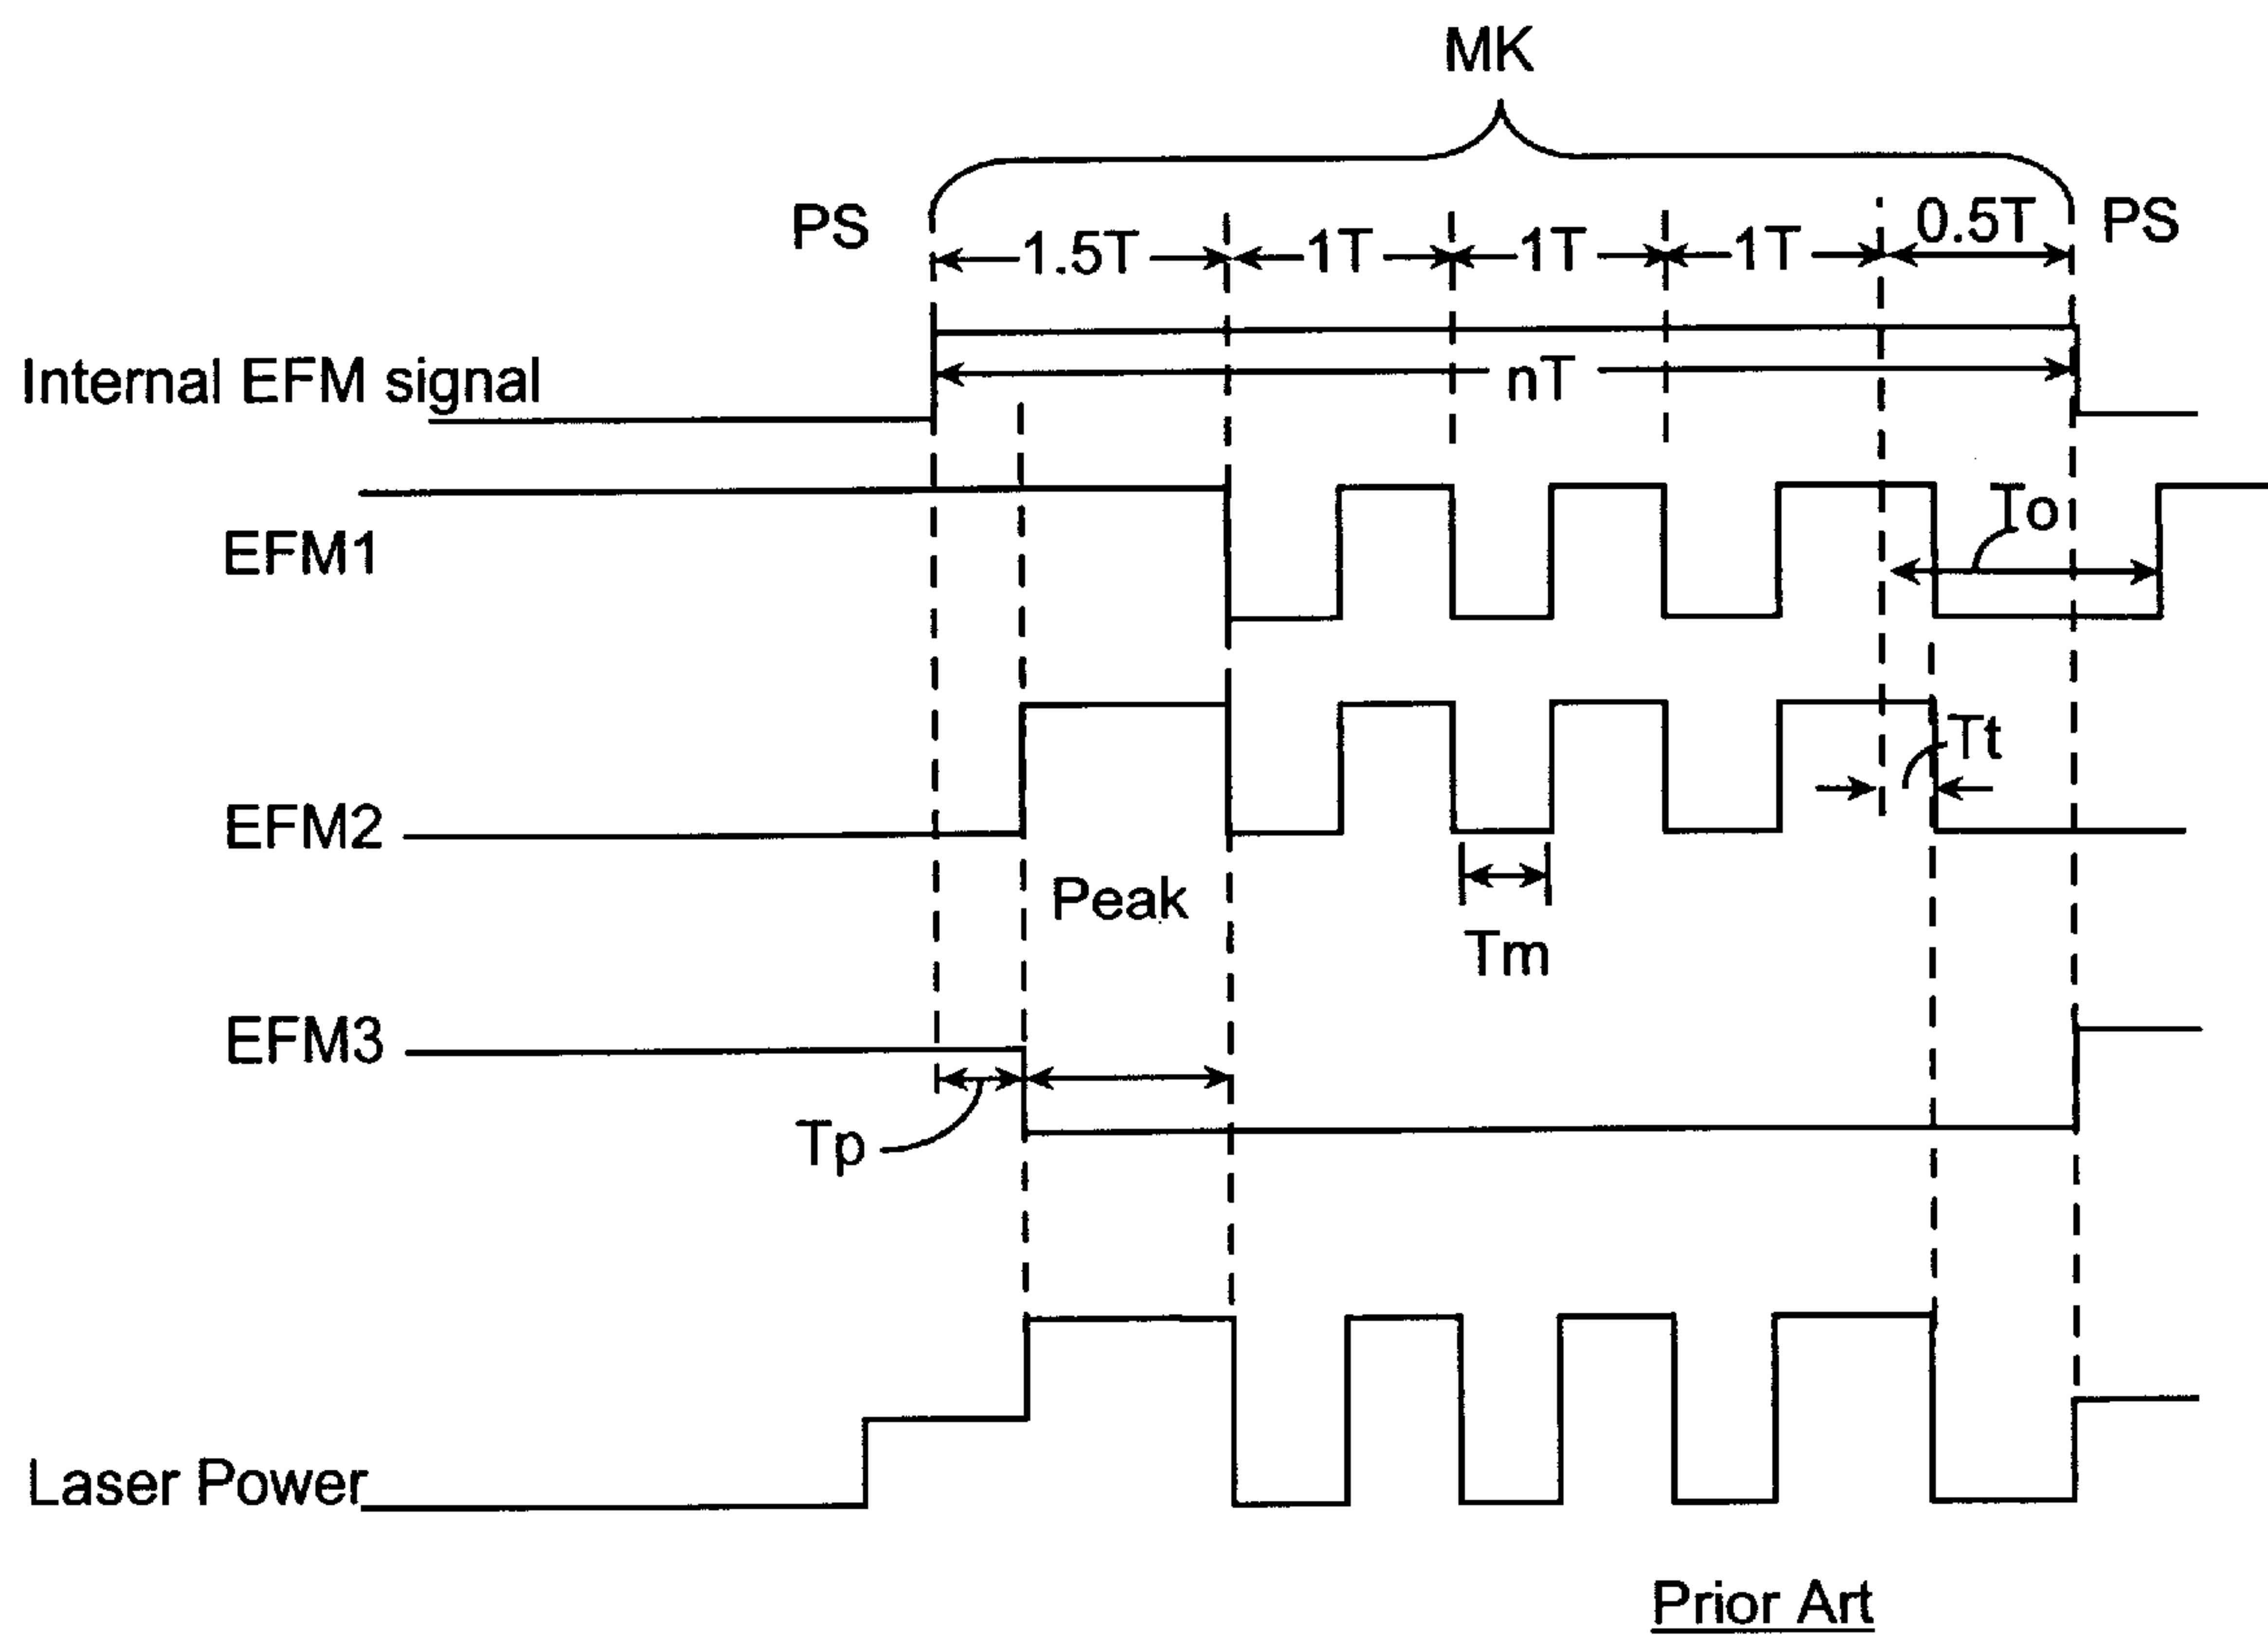 MK
PS
1.5T
1T
1T
1T
0.5T
PS
Internal EFM signal
nT
EFM1
To
EFM2
Tt
Peak
Tm
EFM3
Tp
Laser Power
Prior Art